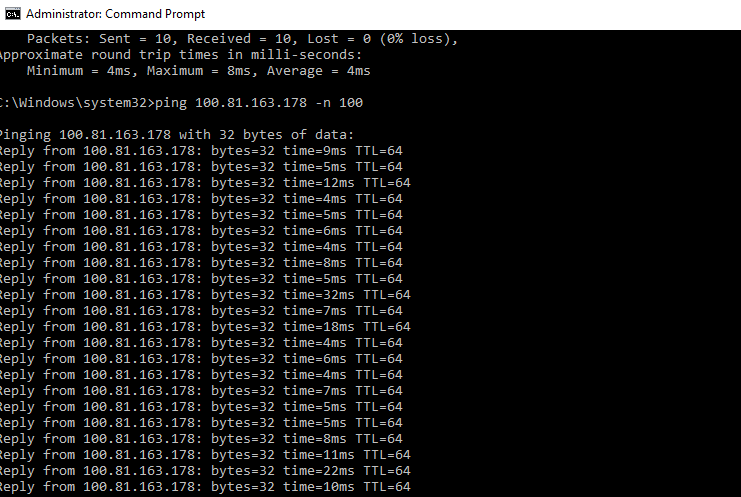 Administrator: Command Prompt
Packets: Sent = 10, Received = 10, Lost = 0 (0% loss),
Approximate round trip times in milli-seconds:
Minimum = 4ms, Maximum = 8ms, Average = 4ms
C:\Windows\system32>ping 100.81.163.178 -n 100
Pinging 100.81.163.178 with 32 bytes of data:
Reply from 100.81.163.178: bytes=32 time=9ms TTL=64
Reply from 100.81.163.178: bytes=32 time=5ms TTL=64
Reply from 100.81.163.178: bytes=32 time=12ms TTL=64
Reply from 100.81.163.178: bytes=32 time=4ms TTL=64
Reply from 100.81.163.178: bytes=32 time=5ms TTL=64
Reply from 100.81.163.178: bytes=32 time=6ms TTL=64
Reply from 100.81.163.178: bytes=32 time=4ms TTL=64
Reply from 100.81.163.178: bytes=32 time=8ms TTL=64
Reply from 100.81.163.178: bytes=32 time=5ms TTL=64
Reply from 100.81.163.178: bytes=32 time=32ms TTL=64
Reply from 100.81.163.178: bytes=32 time=7ms TTL=64
Reply from 100.81.163.178: bytes=32 time=18ms TTL=64
Reply from 100.81.163.178: bytes=32 time=4ms TTL=64
Reply from 100.81.163.178: bytes=32 time=6ms TTL=64
Reply from 100.81.163.178: bytes=32 time=4ms TTL=64
Reply from 100.81.163.178: bytes=32 time=7ms TTL=64
Reply from 100.81.163.178: bytes=32 time=5ms TTL=64
Reply from 100.81.163.178: bytes=32 time=5ms TTL=64
Reply from 100.81.163.178: bytes=32 time=8ms TTL=64
Reply from 100.81.163.178: bytes=32 time=11ms TTL=64
Reply from 100.81.163.178: bytes=32 time=22ms TTL=64
Reply from 100.81.163.178: bytes=32 time=10ms TTL=64